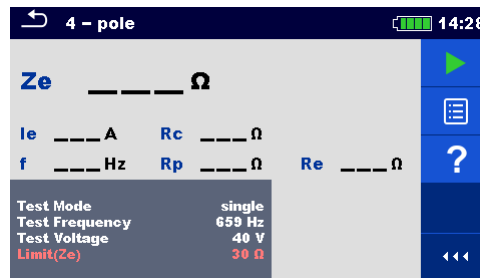 4 – pole 14:28
Ze ___ ___ Ω
Ie ___A Rc ___Ω
f ___Hz Rp ___Ω Re ___Ω
?
Test Mode single
Test Frequency 659 Hz
Test Voltage 40 V
Limit(Ze) 30 Ω